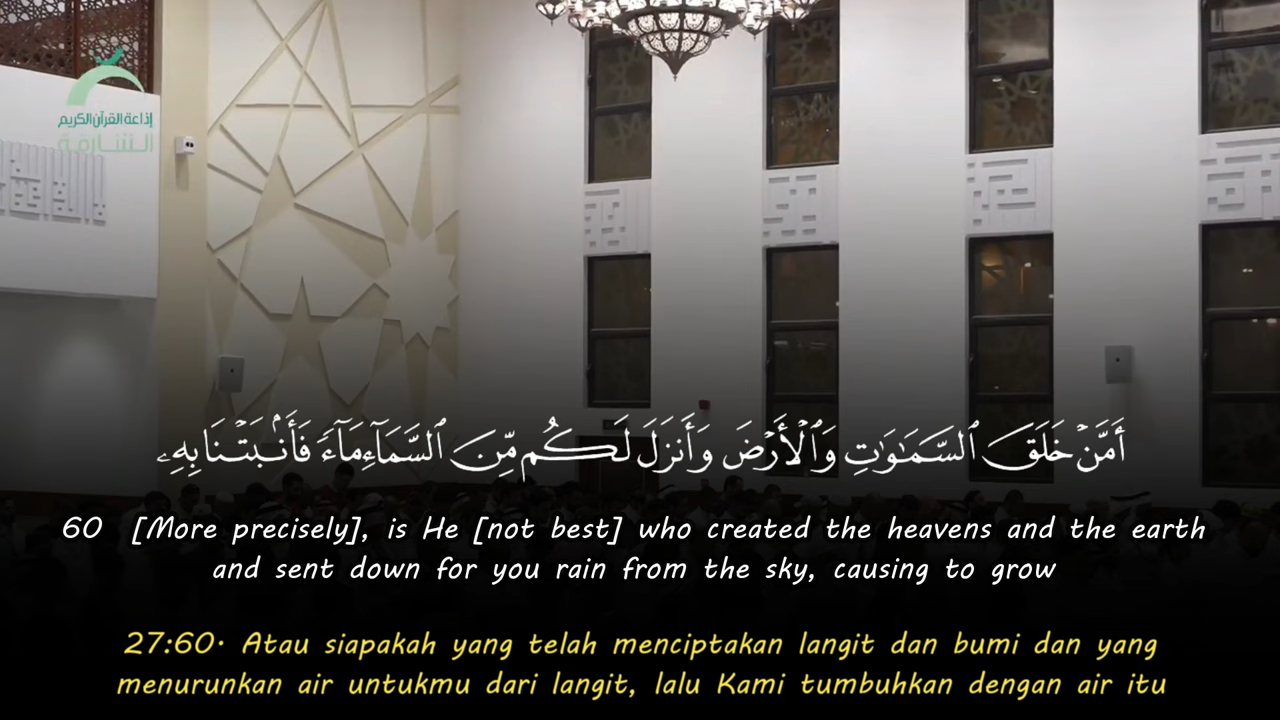 إذاعة القرآن الكريم
الشارقة
أَمَّنْ خَلَقَ ٱلسَّمَٰوَٰتِ وَٱلْأَرْضَ وَأَنزَلَ لَكُم مِّنَ ٱلسَّمَآءِ مَآءً فَأَنۢبَتْنَا بِهِۦ
60 [More precisely], is He [not best] who created the heavens and the earth
and sent down for you rain from the sky, causing to grow
27:60· Atau siapakah yang telah menciptakan langit dan bumi dan yang
menurunkan air untukmu dari langit, lalu Kami tumbuhkan dengan air itu